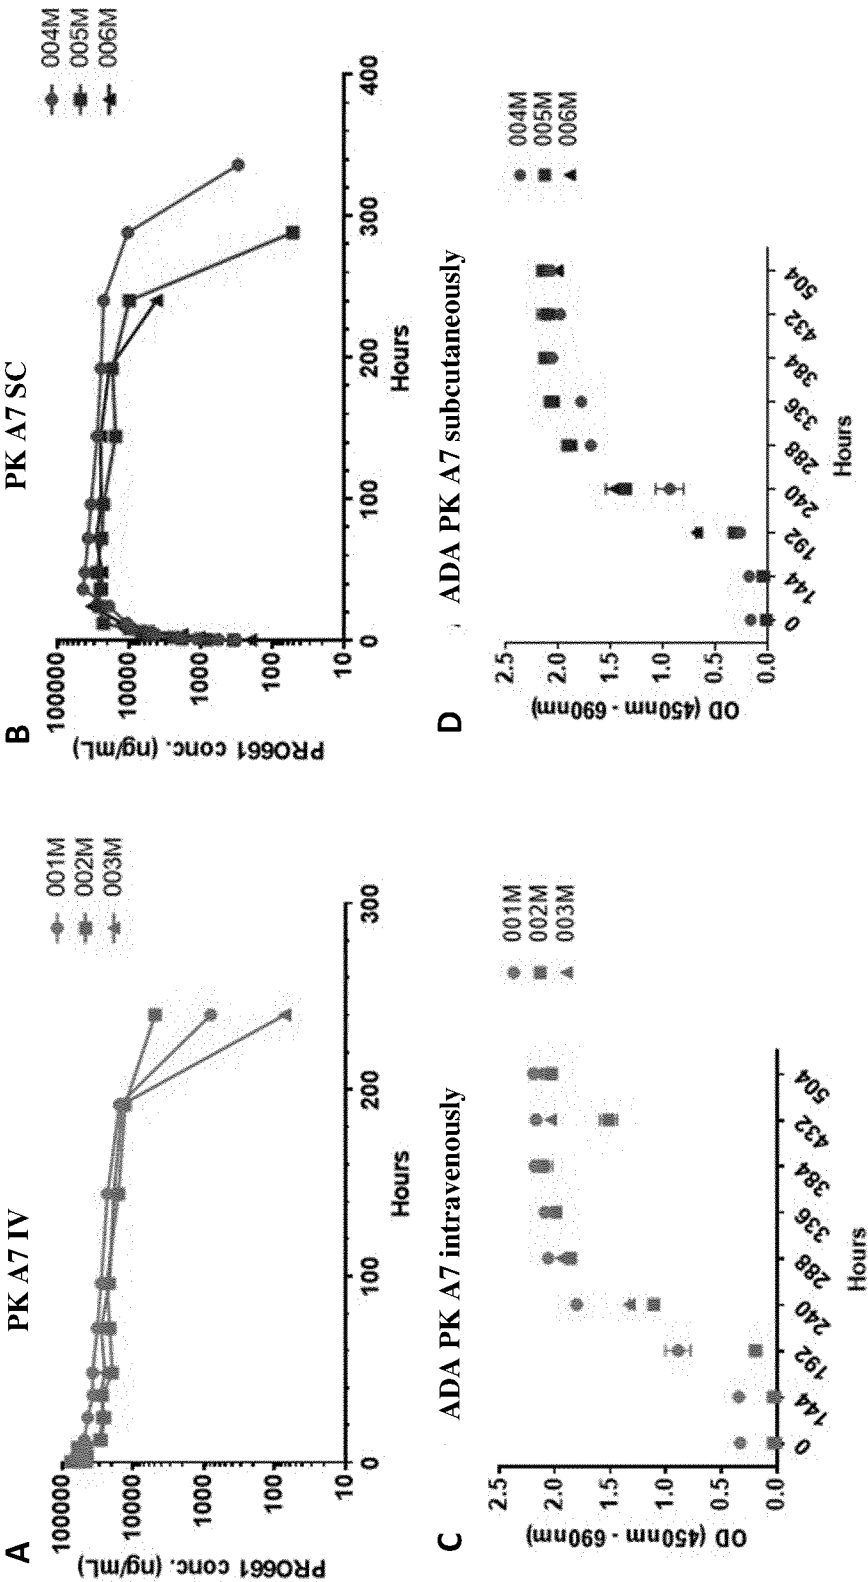 A
PK A7 IV
PRO661 conc. (ng/mL)
100000
10000
1000
100
10
0
100
200
300
Hours
001M
002M
003M
B
PK A7 SC
PRO661 conc. (ng/mL)
100000
10000
1000
100
10
0
100
200
300
400
Hours
004M
005M
006M
C
ADA PK A7 intravenously
OD (450nm - 690nm)
2.5
2.0
1.5
1.0
0.5
0.0
0
144
192
240
288
336
384
432
504
Hours
001M
002M
003M
D
ADA PK A7 subcutaneously
OD (450nm - 690nm)
2.5
2.0
1.5
1.0
0.5
0.0
0
144
192
240
288
336
384
432
504
Hours
004M
005M
006M